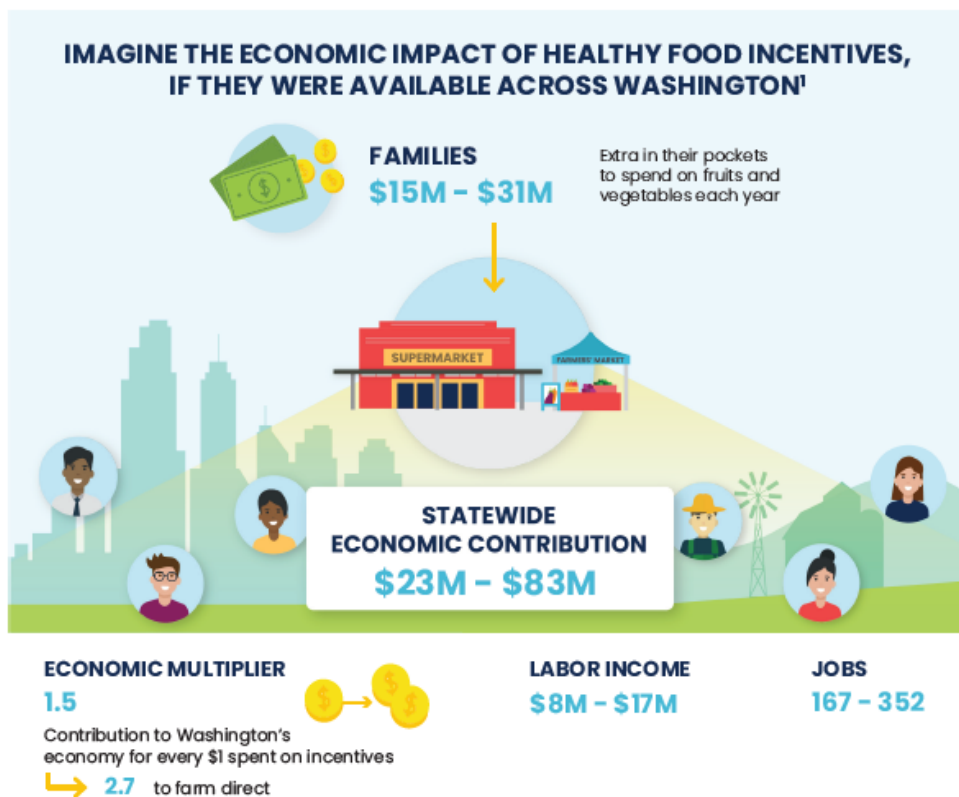 IMAGINE THE ECONOMIC IMPACT OF HEALTHY FOOD INCENTIVES,
IF THEY WERE AVAILABLE ACROSS WASHINGTON¹
FAMILIES
$15M - $31M
Extra in their pockets
to spend on fruits and
vegetables each year
SUPERMARKET
FARMERS' MARKET
STATEWIDE
ECONOMIC CONTRIBUTION
$23M - $83M
ECONOMIC MULTIPLIER
1.5
Contribution to Washington's
economy for every $1 spent on incentives
2.7 to farm direct
LABOR INCOME
$8M - $17M
JOBS
167 - 352